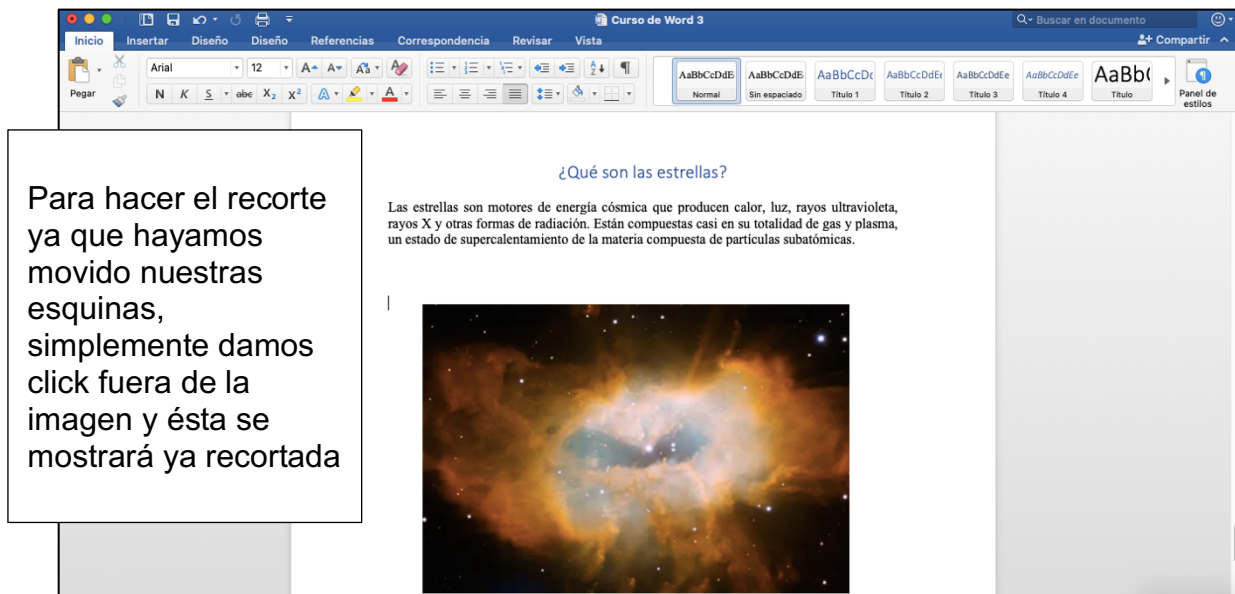 Curso de Word 3
Buscar en documento
Inicio Insertar Diseño Diseño Referencias Correspondencia Revisar Vista
Compartir
Pegar
Arial 12
N K S abc X₂ X²
AaBbCcDdE AaBbCcDdE AaBbCcDc AaBbCcDdEe AaBbCcDdEe AaBbCcDdEe AaBb(
Normal Sin espaciado Título 1 Título 2 Título 3 Título 4 Título
Panel de
estilos
Para hacer el recorte
ya que hayamos
movido nuestras
esquinas,
simplemente damos
click fuera de la
imagen y ésta se
mostrará ya recortada
¿Qué son las estrellas?
Las estrellas son motores de energía cósmica que producen calor, luz, rayos ultravioleta,
rayos X y otras formas de radiación. Están compuestas casi en su totalidad de gas y plasma,
un estado de supercalentamiento de la materia compuesta de partículas subatómicas.